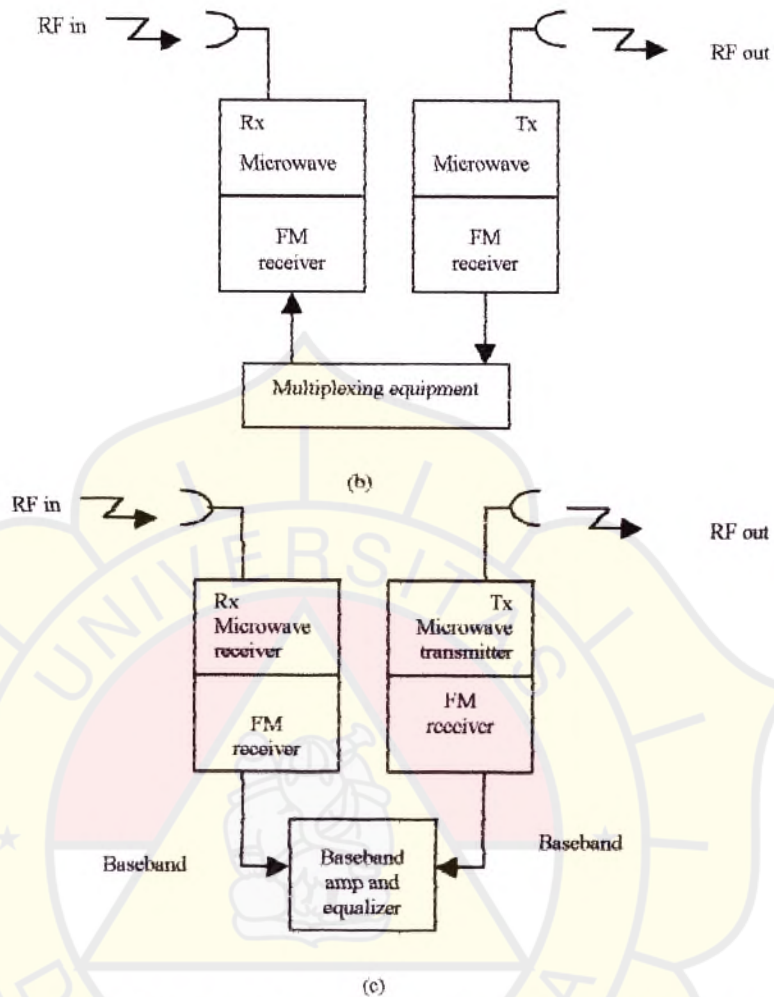 RF in
RF out
Rx
Microwave
FM
receiver
Tx
Microwave
FM
receiver
Multiplexing equipment
(b)
RF in
RF out
Rx
Microwave
receiver
FM
receiver
Tx
Microwave
transmitter
FM
receiver
Baseband
Baseband
amp and
equalizer
Baseband
(c)
UNIVERSITAS